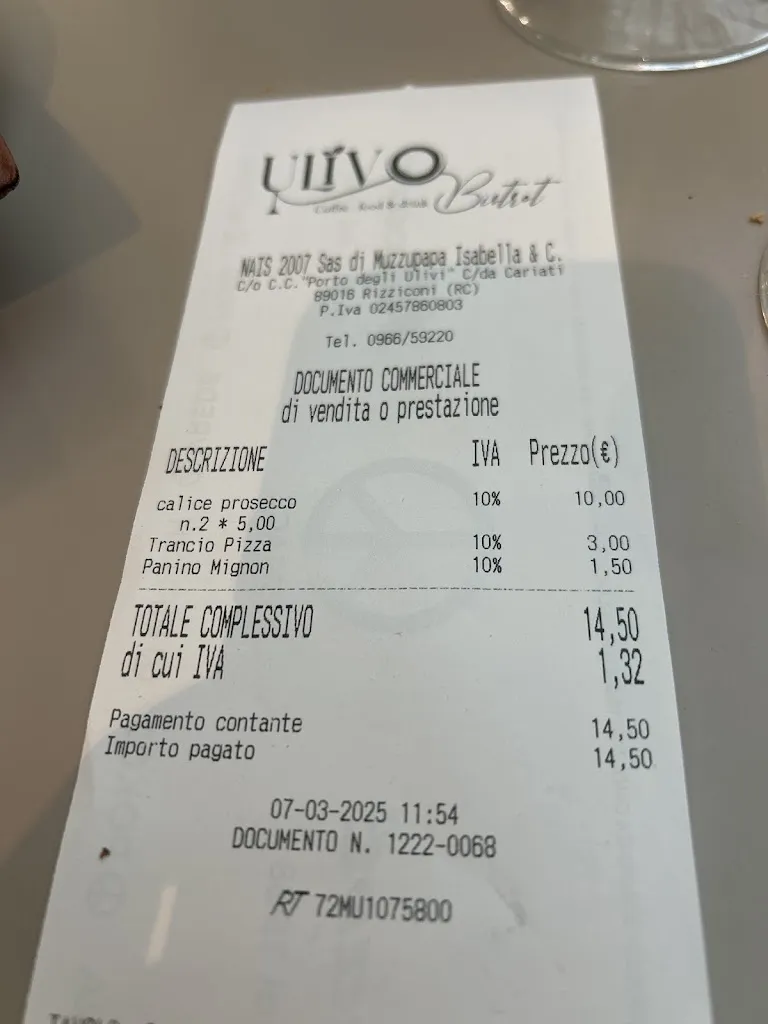 ULIVO
Coffee food & drink Bistrot
NAIS 2007 Sas di Muzzupapa Isabella & C.
C/o C.C."Porto degli Ulivi" C/da Cariati
89016 Rizziconi (RC)
P.Iva 02457860803
Tel. 0966/59220
DOCUMENTO COMMERCIALE
di vendita o prestazione
DESCRIZIONE IVA Prezzo(€)
calice prosecco 10% 10,00
n.2 * 5,00
Trancio Pizza 10% 3,00
Panino Mignon 10% 1,50
TOTALE COMPLESSIVO 14,50
di cui IVA 1,32
Pagamento contante 14,50
Importo pagato 14,50
07-03-2025 11:54
DOCUMENTO N. 1222-0068
RT 72MU1075800